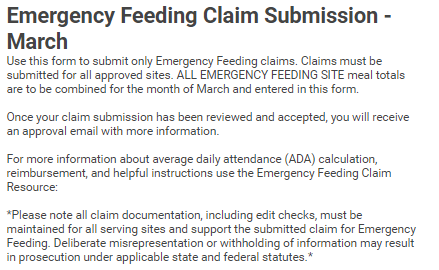 Emergency Feeding Claim Submission -
March
Use this form to submit only Emergency Feeding claims. Claims must be
submitted for all approved sites. ALL EMERGENCY FEEDING SITE meal totals
are to be combined for the month of March and entered in this form.
Once your claim submission has been reviewed and accepted, you will receive
an approval email with more information.
For more information about average daily attendance (ADA) calculation,
reimbursement, and helpful instructions use the Emergency Feeding Claim
Resource:
*Please note all claim documentation, including edit checks, must be
maintained for all serving sites and support the submitted claim for Emergency
Feeding. Deliberate misrepresentation or withholding of information may result
in prosecution under applicable state and federal statutes.*